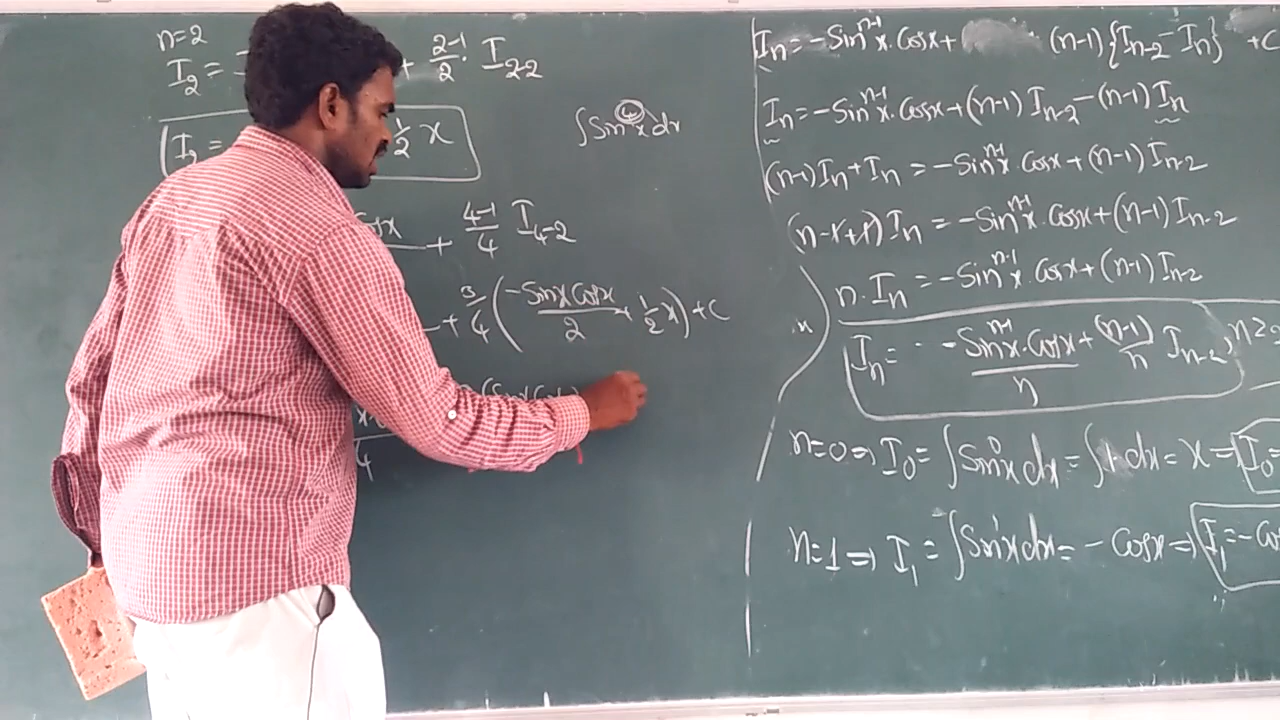 n=2
I₂ = + (2-1)/2 · I₂₋₂
I₂ = 1/2 x
∫Sin⁴x dx
Cosx + (4-1)/4 I₄₋₂
+ 3/4 ( -Sinx Cosx/2 + 1/2 x ) + C
4
Iₙ = -Sinⁿ⁻¹x. Cosx + (n-1) {Iₙ₋₂ - Iₙ} + C
Iₙ = -Sinⁿ⁻¹x. Cosx + (n-1) Iₙ₋₂ - (n-1) Iₙ
(n-1) Iₙ + Iₙ = -Sinⁿ⁻¹x. Cosx + (n-1) Iₙ₋₂
(n-1+1) Iₙ = -Sinⁿ⁻¹x. Cosx + (n-1) Iₙ₋₂
n. Iₙ = -Sinⁿ⁻¹x. Cosx + (n-1) Iₙ₋₂
Iₙ = -Sinⁿ⁻¹x. Cosx/n + (n-1)/n Iₙ₋₂, n≥2
n=0 ⇒ I₀ = ∫Sin⁰x dx = ∫1.dx = x ⇒ I₀ =
n=1 ⇒ I₁ = ∫Sin¹x dx = -Cosx ⇒ I₁ = -Cos